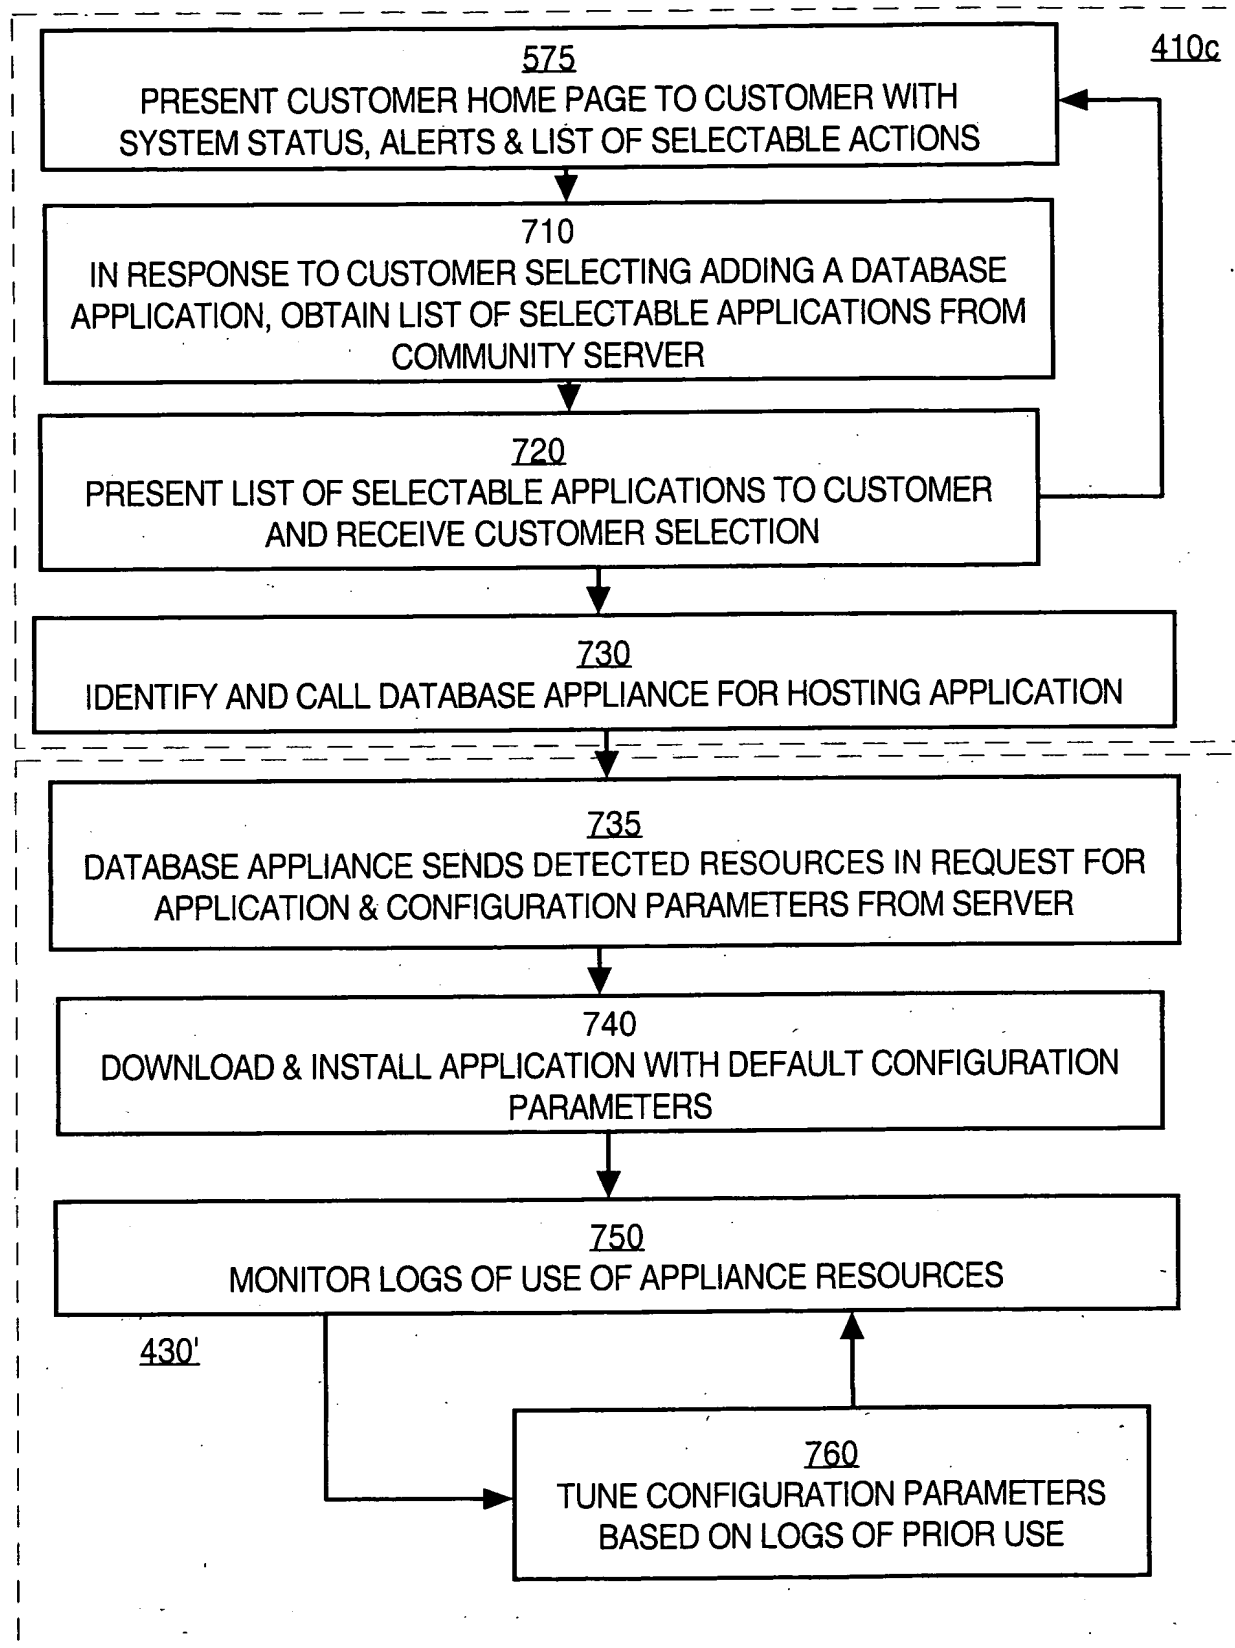 410c
575
PRESENT CUSTOMER HOME PAGE TO CUSTOMER WITH
SYSTEM STATUS, ALERTS & LIST OF SELECTABLE ACTIONS
710
IN RESPONSE TO CUSTOMER SELECTING ADDING A DATABASE
APPLICATION, OBTAIN LIST OF SELECTABLE APPLICATIONS FROM
COMMUNITY SERVER
720
PRESENT LIST OF SELECTABLE APPLICATIONS TO CUSTOMER
AND RECEIVE CUSTOMER SELECTION
730
IDENTIFY AND CALL DATABASE APPLIANCE FOR HOSTING APPLICATION
735
DATABASE APPLIANCE SENDS DETECTED RESOURCES IN REQUEST FOR
APPLICATION & CONFIGURATION PARAMETERS FROM SERVER
740
DOWNLOAD & INSTALL APPLICATION WITH DEFAULT CONFIGURATION
PARAMETERS
750
MONITOR LOGS OF USE OF APPLIANCE RESOURCES
430'
760
TUNE CONFIGURATION PARAMETERS
BASED ON LOGS OF PRIOR USE